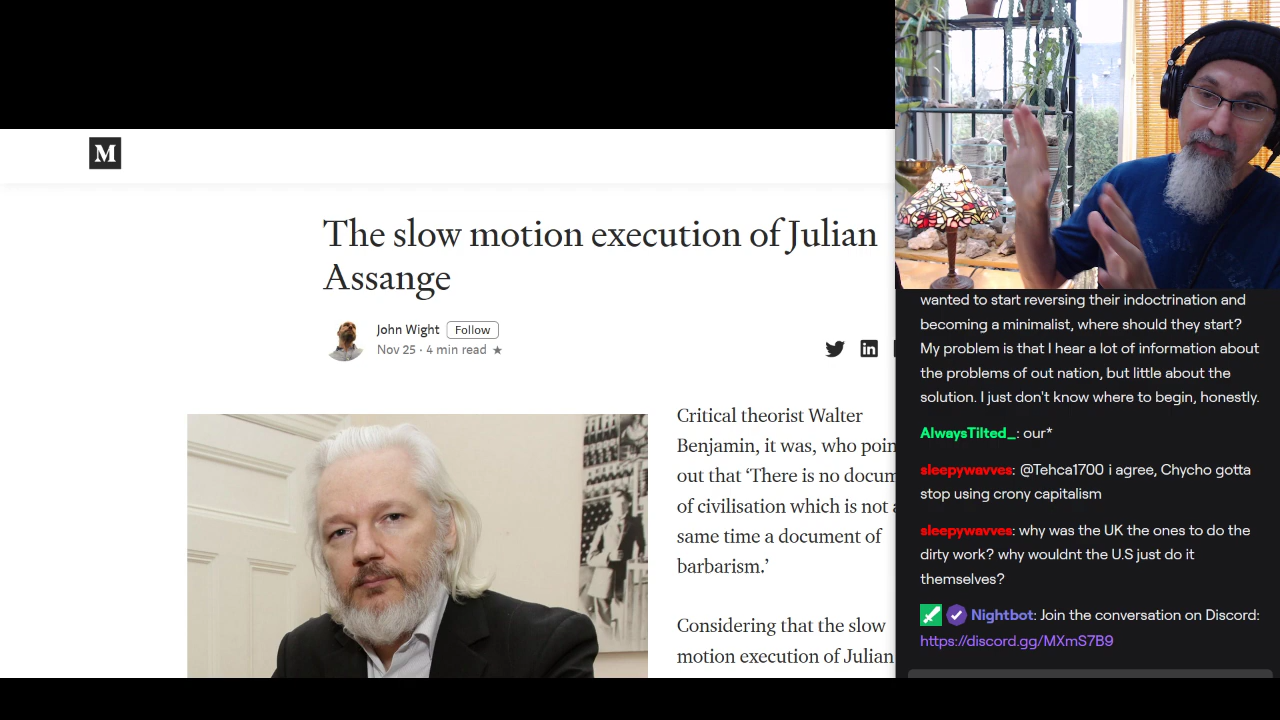 M
The slow motion execution of Julian
Assange
John Wight Follow
Nov 25 · 4 min read ★
Critical theorist Walter
Benjamin, it was, who poin
out that ‘There is no docum
of civilisation which is not
same time a document of
barbarism.’
Considering that the slow
motion execution of Julian
wanted to start reversing their indoctrination and
becoming a minimalist, where should they start?
My problem is that I hear a lot of information about
the problems of out nation, but little about the
solution. I just don't know where to begin, honestly.
AlwaysTilted_: our*
sleepywavves: @Tehca1700 i agree, Chycho gotta
stop using crony capitalism
sleepywavves: why was the UK the ones to do the
dirty work? why wouldnt the U.S just do it
themselves?
Nightbot: Join the conversation on Discord:
https://discord.gg/MXmS7B9